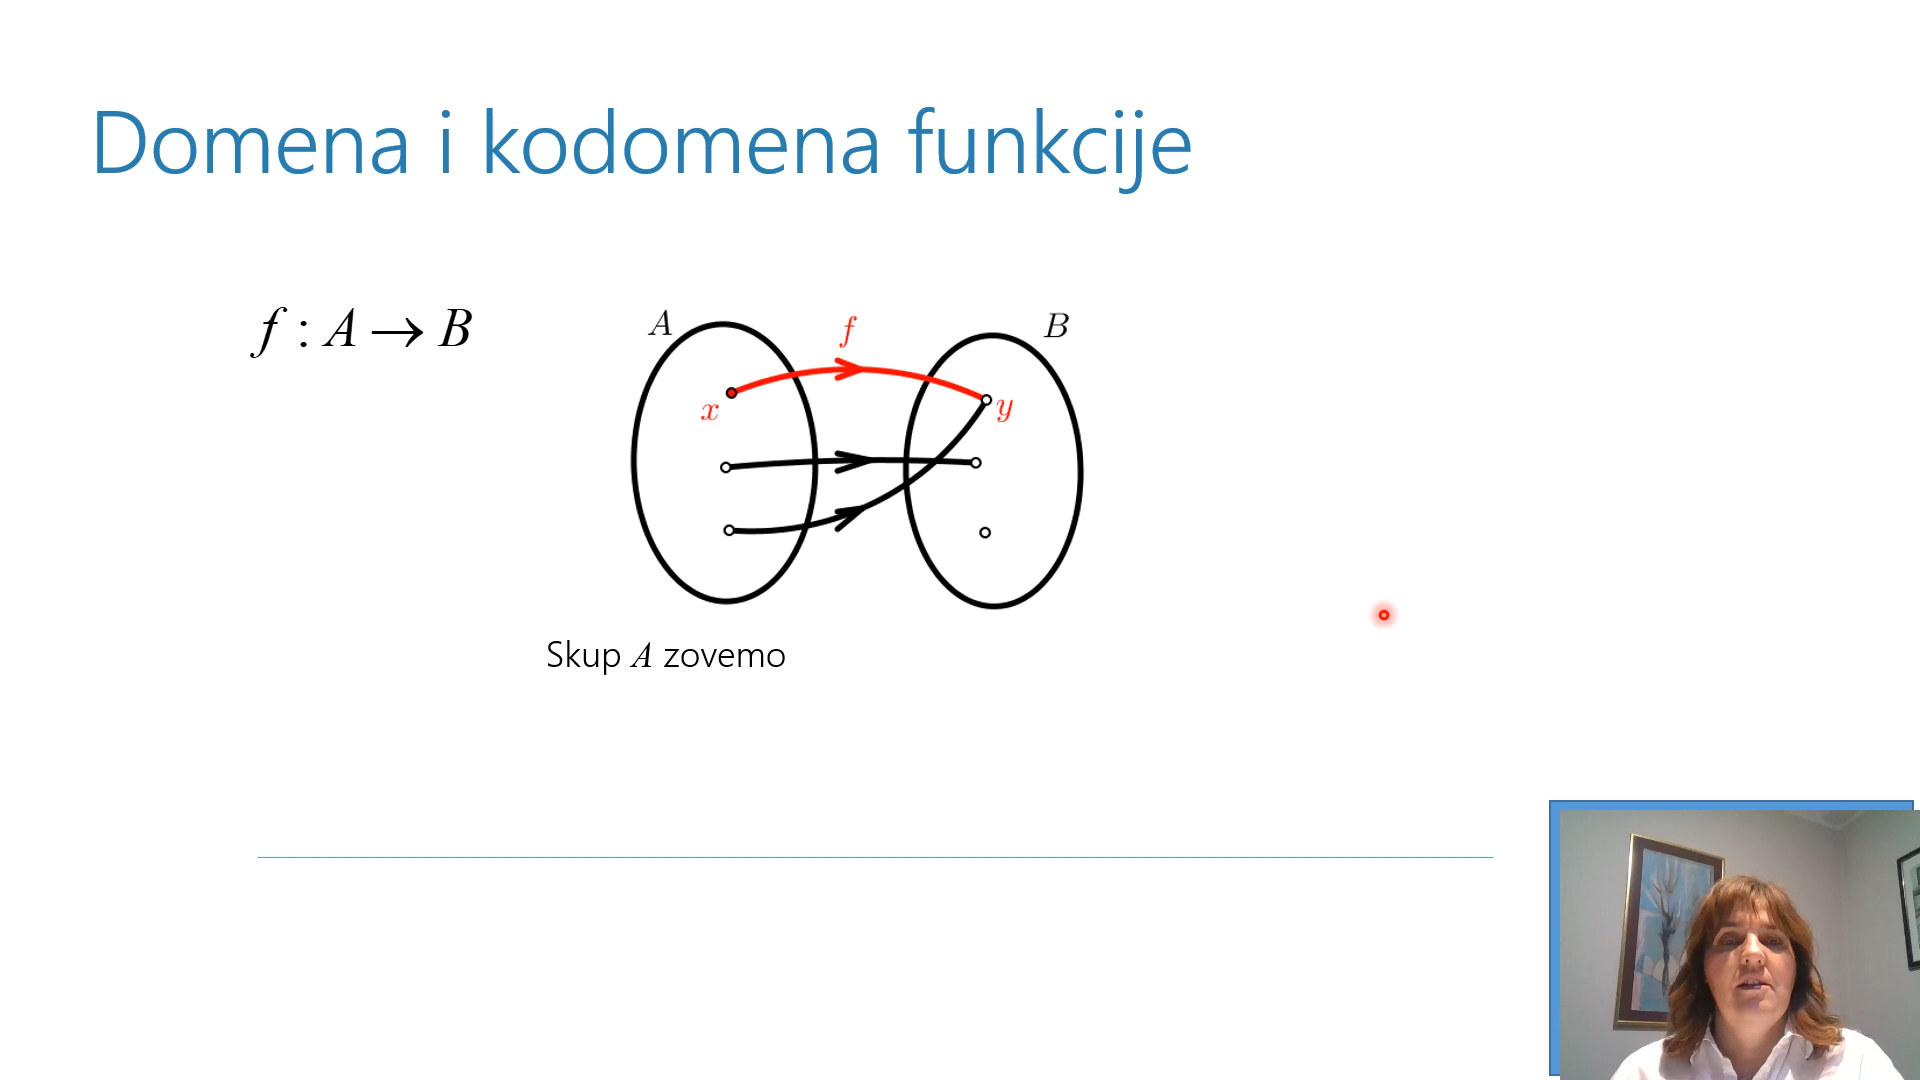 Domena i kodomena funkcije
f : A → B
A
f
B
x
y
Skup A zovemo